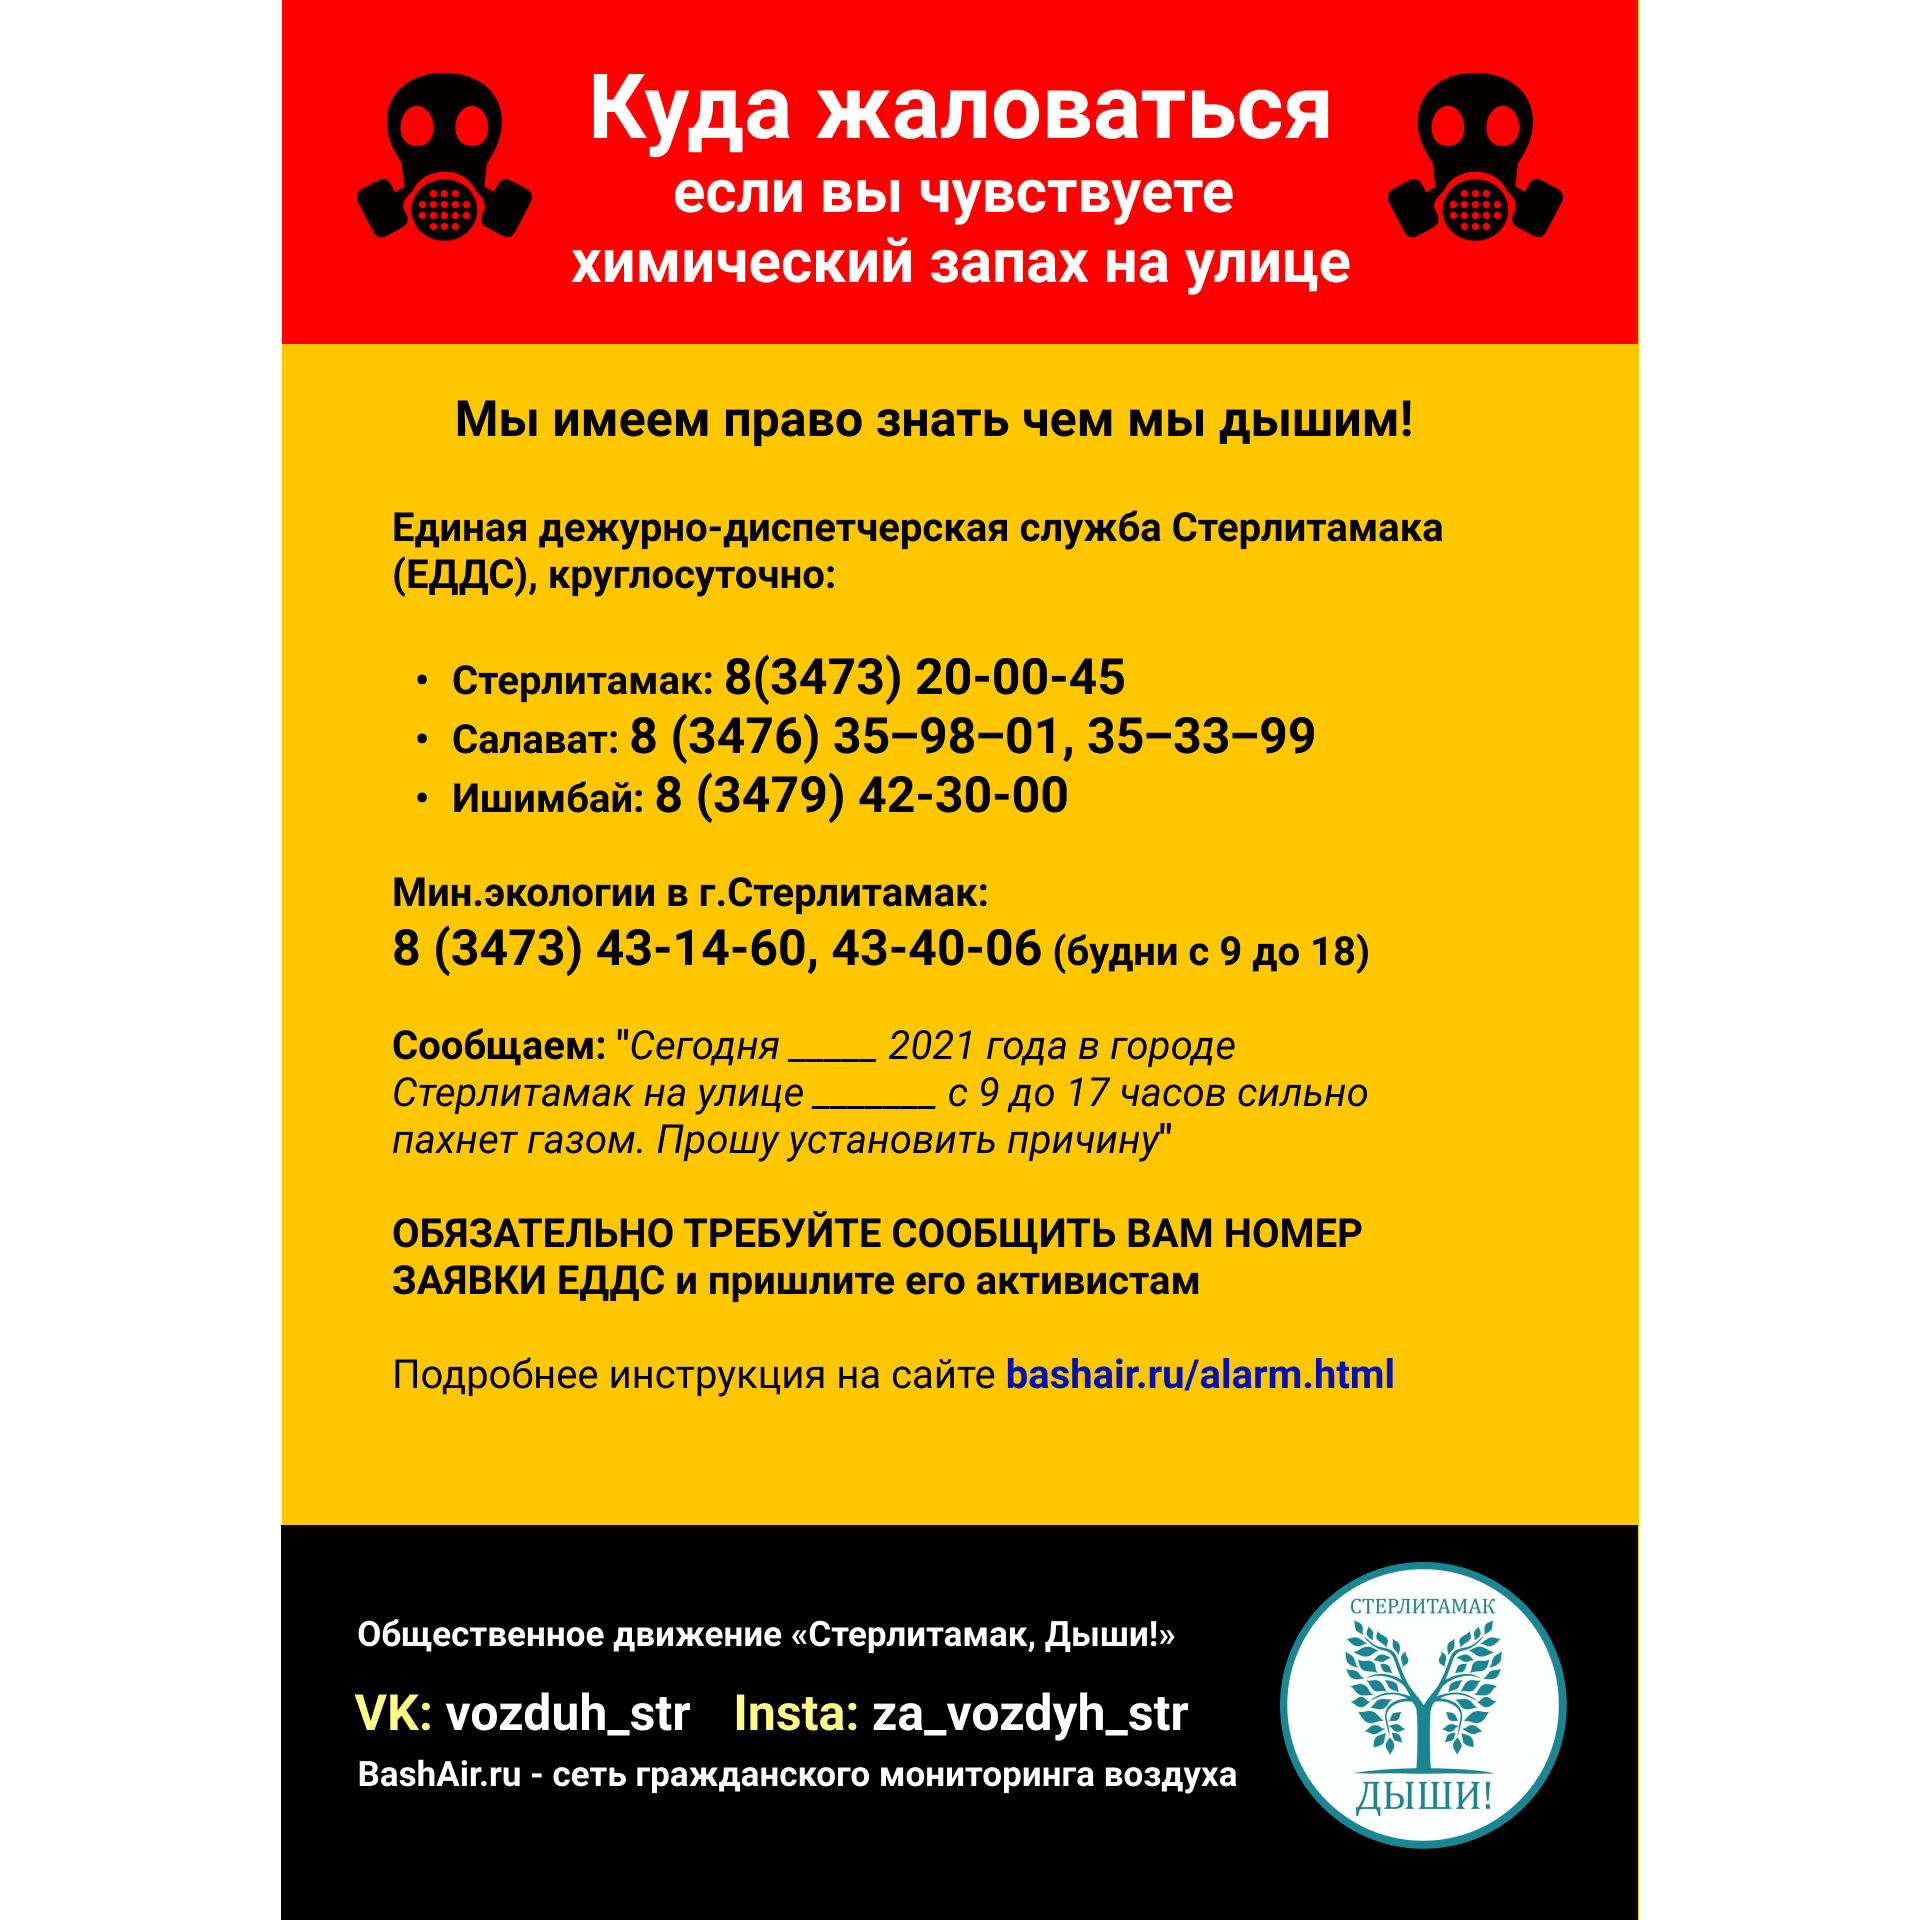 Куда жаловаться
если вы чувствуете
химический запах на улице
Мы имеем право знать чем мы дышим!
Единая дежурно-диспетчерская служба Стерлитамака
(ЕДДС), круглосуточно:
• Стерлитамак: 8(3473) 20-00-45
• Салават: 8 (3476) 35–98–01, 35–33–99
• Ишимбай: 8 (3479) 42-30-00
Мин.экологии в г.Стерлитамак:
8 (3473) 43-14-60, 43-40-06 (будни с 9 до 18)
Сообщаем: "Сегодня _____ 2021 года в городе
Стерлитамак на улице _______ с 9 до 17 часов сильно
пахнет газом. Прошу установить причину"
ОБЯЗАТЕЛЬНО ТРЕБУЙТЕ СООБЩИТЬ ВАМ НОМЕР
ЗАЯВКИ ЕДДС и пришлите его активистам
Подробнее инструкция на сайте bashair.ru/alarm.html
Общественное движение «Стерлитамак, Дыши!»
VK: vozduh_str Insta: za_vozdyh_str
BashAir.ru - сеть гражданского мониторинга воздуха
СТЕРЛИТАМАК
ДЫШИ!